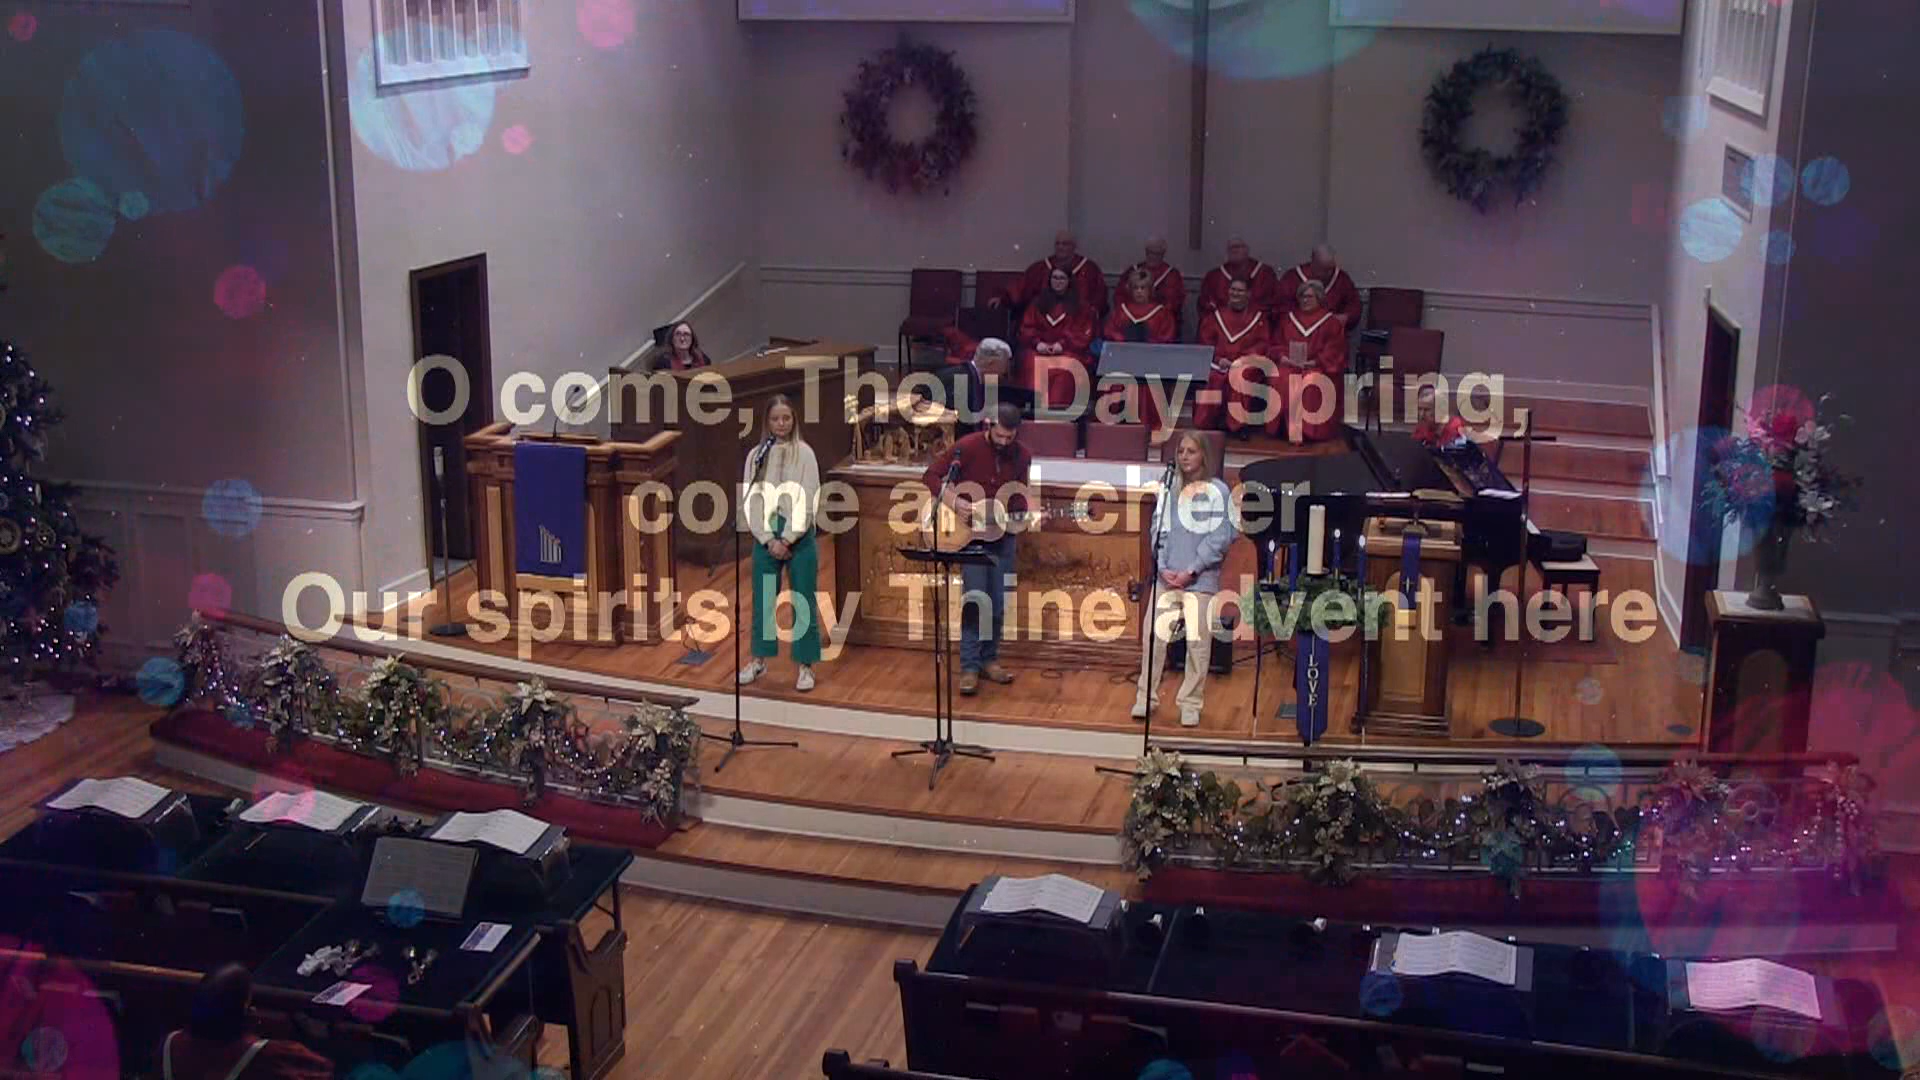 O come, Thou Day-Spring,
come and cheer
Our spirits by Thine advent here
LOVE